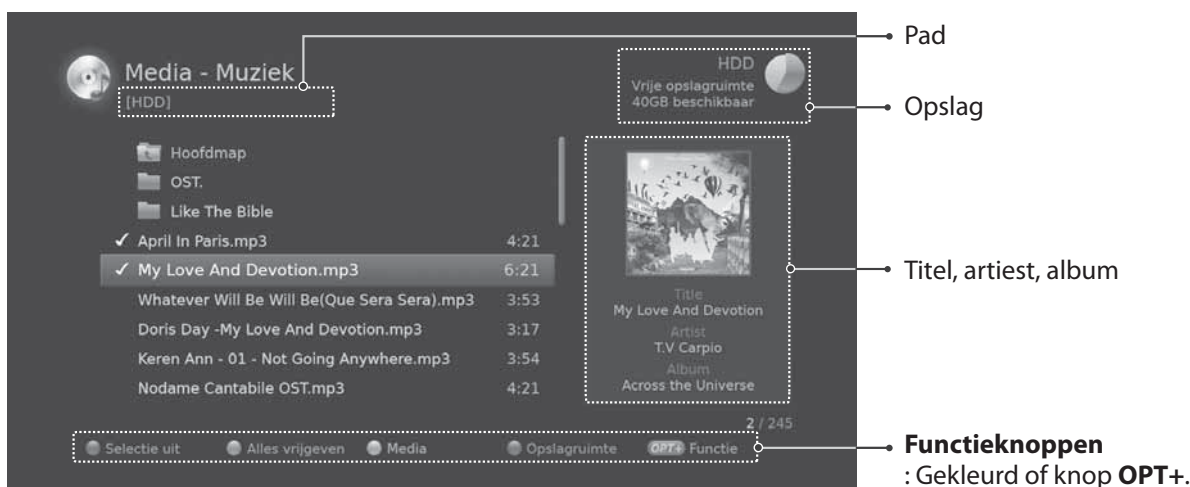 Media - Muziek
[HDD]
HDD
Vrije opslagruimte
40GB beschikbaar
Pad
Opslag
Hoofdmap
OST.
Like The Bible
April In Paris.mp3 4:21
My Love And Devotion.mp3 6:21
Whatever Will Be Will Be(Que Sera Sera).mp3 3:53
Doris Day -My Love And Devotion.mp3 3:17
Keren Ann - 01 - Not Going Anywhere.mp3 3:54
Nodame Cantabile OST.mp3 4:21
Title
My Love And Devotion
Artist
T.V Carpio
Album
Across the Universe
Titel, artiest, album
2 / 245
Selectie uit Alles vrijgeven Media Opslagruimte OPT+ Functie
Functieknoppen
: Gekleurd of knop OPT+.